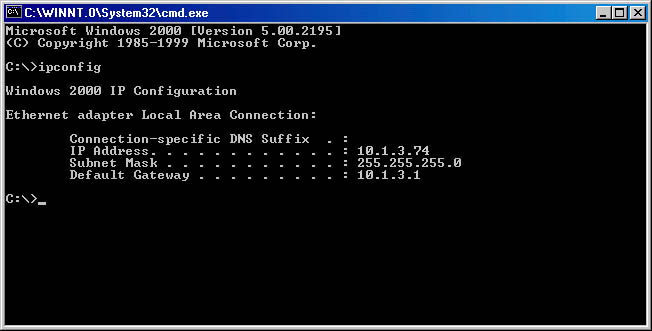 C:\WINNT.0\System32\cmd.exe
Microsoft Windows 2000 [Version 5.00.2195]
(C) Copyright 1985-1999 Microsoft Corp.
C:\>ipconfig
Windows 2000 IP Configuration
Ethernet adapter Local Area Connection:
Connection-specific DNS Suffix  . :
IP Address. . . . . . . . . . . . : 10.1.3.74
Subnet Mask . . . . . . . . . . . : 255.255.255.0
Default Gateway . . . . . . . . . : 10.1.3.1
C:\>_